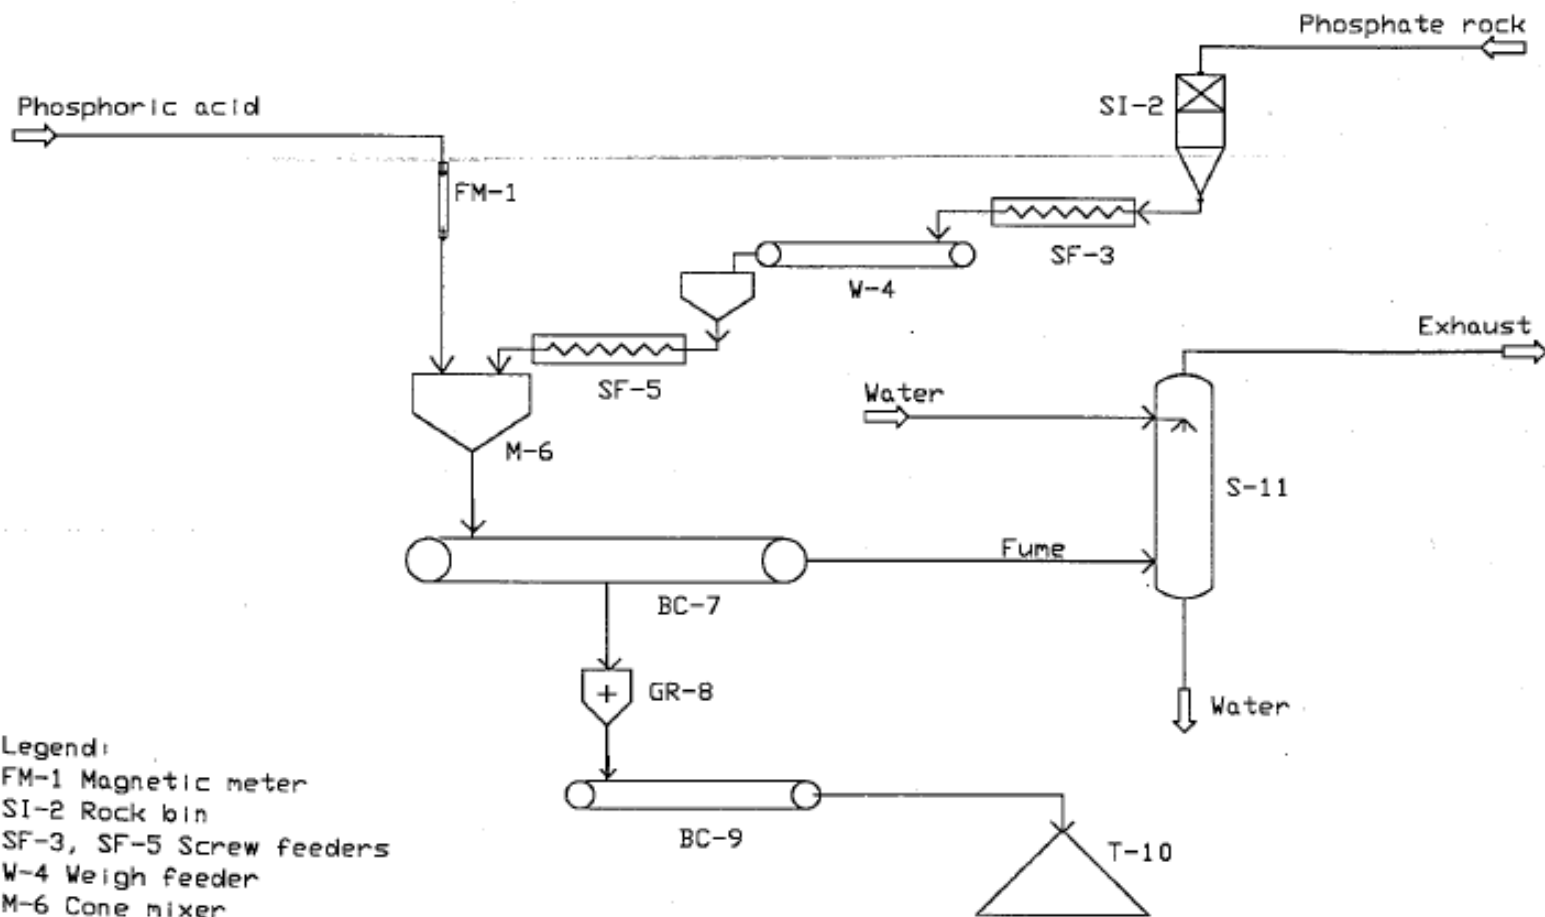 Phosphate rock
Phosphoric acid
SI-2
FM-1
SF-3
W-4
Exhaust
SF-5
Water
M-6
S-11
Fume
BC-7
GR-8
Water
Legend:
FM-1 Magnetic meter
SI-2 Rock bin
SF-3, SF-5 Screw feeders
W-4 Weigh feeder
M-6 Cone mixer
BC-9
T-10